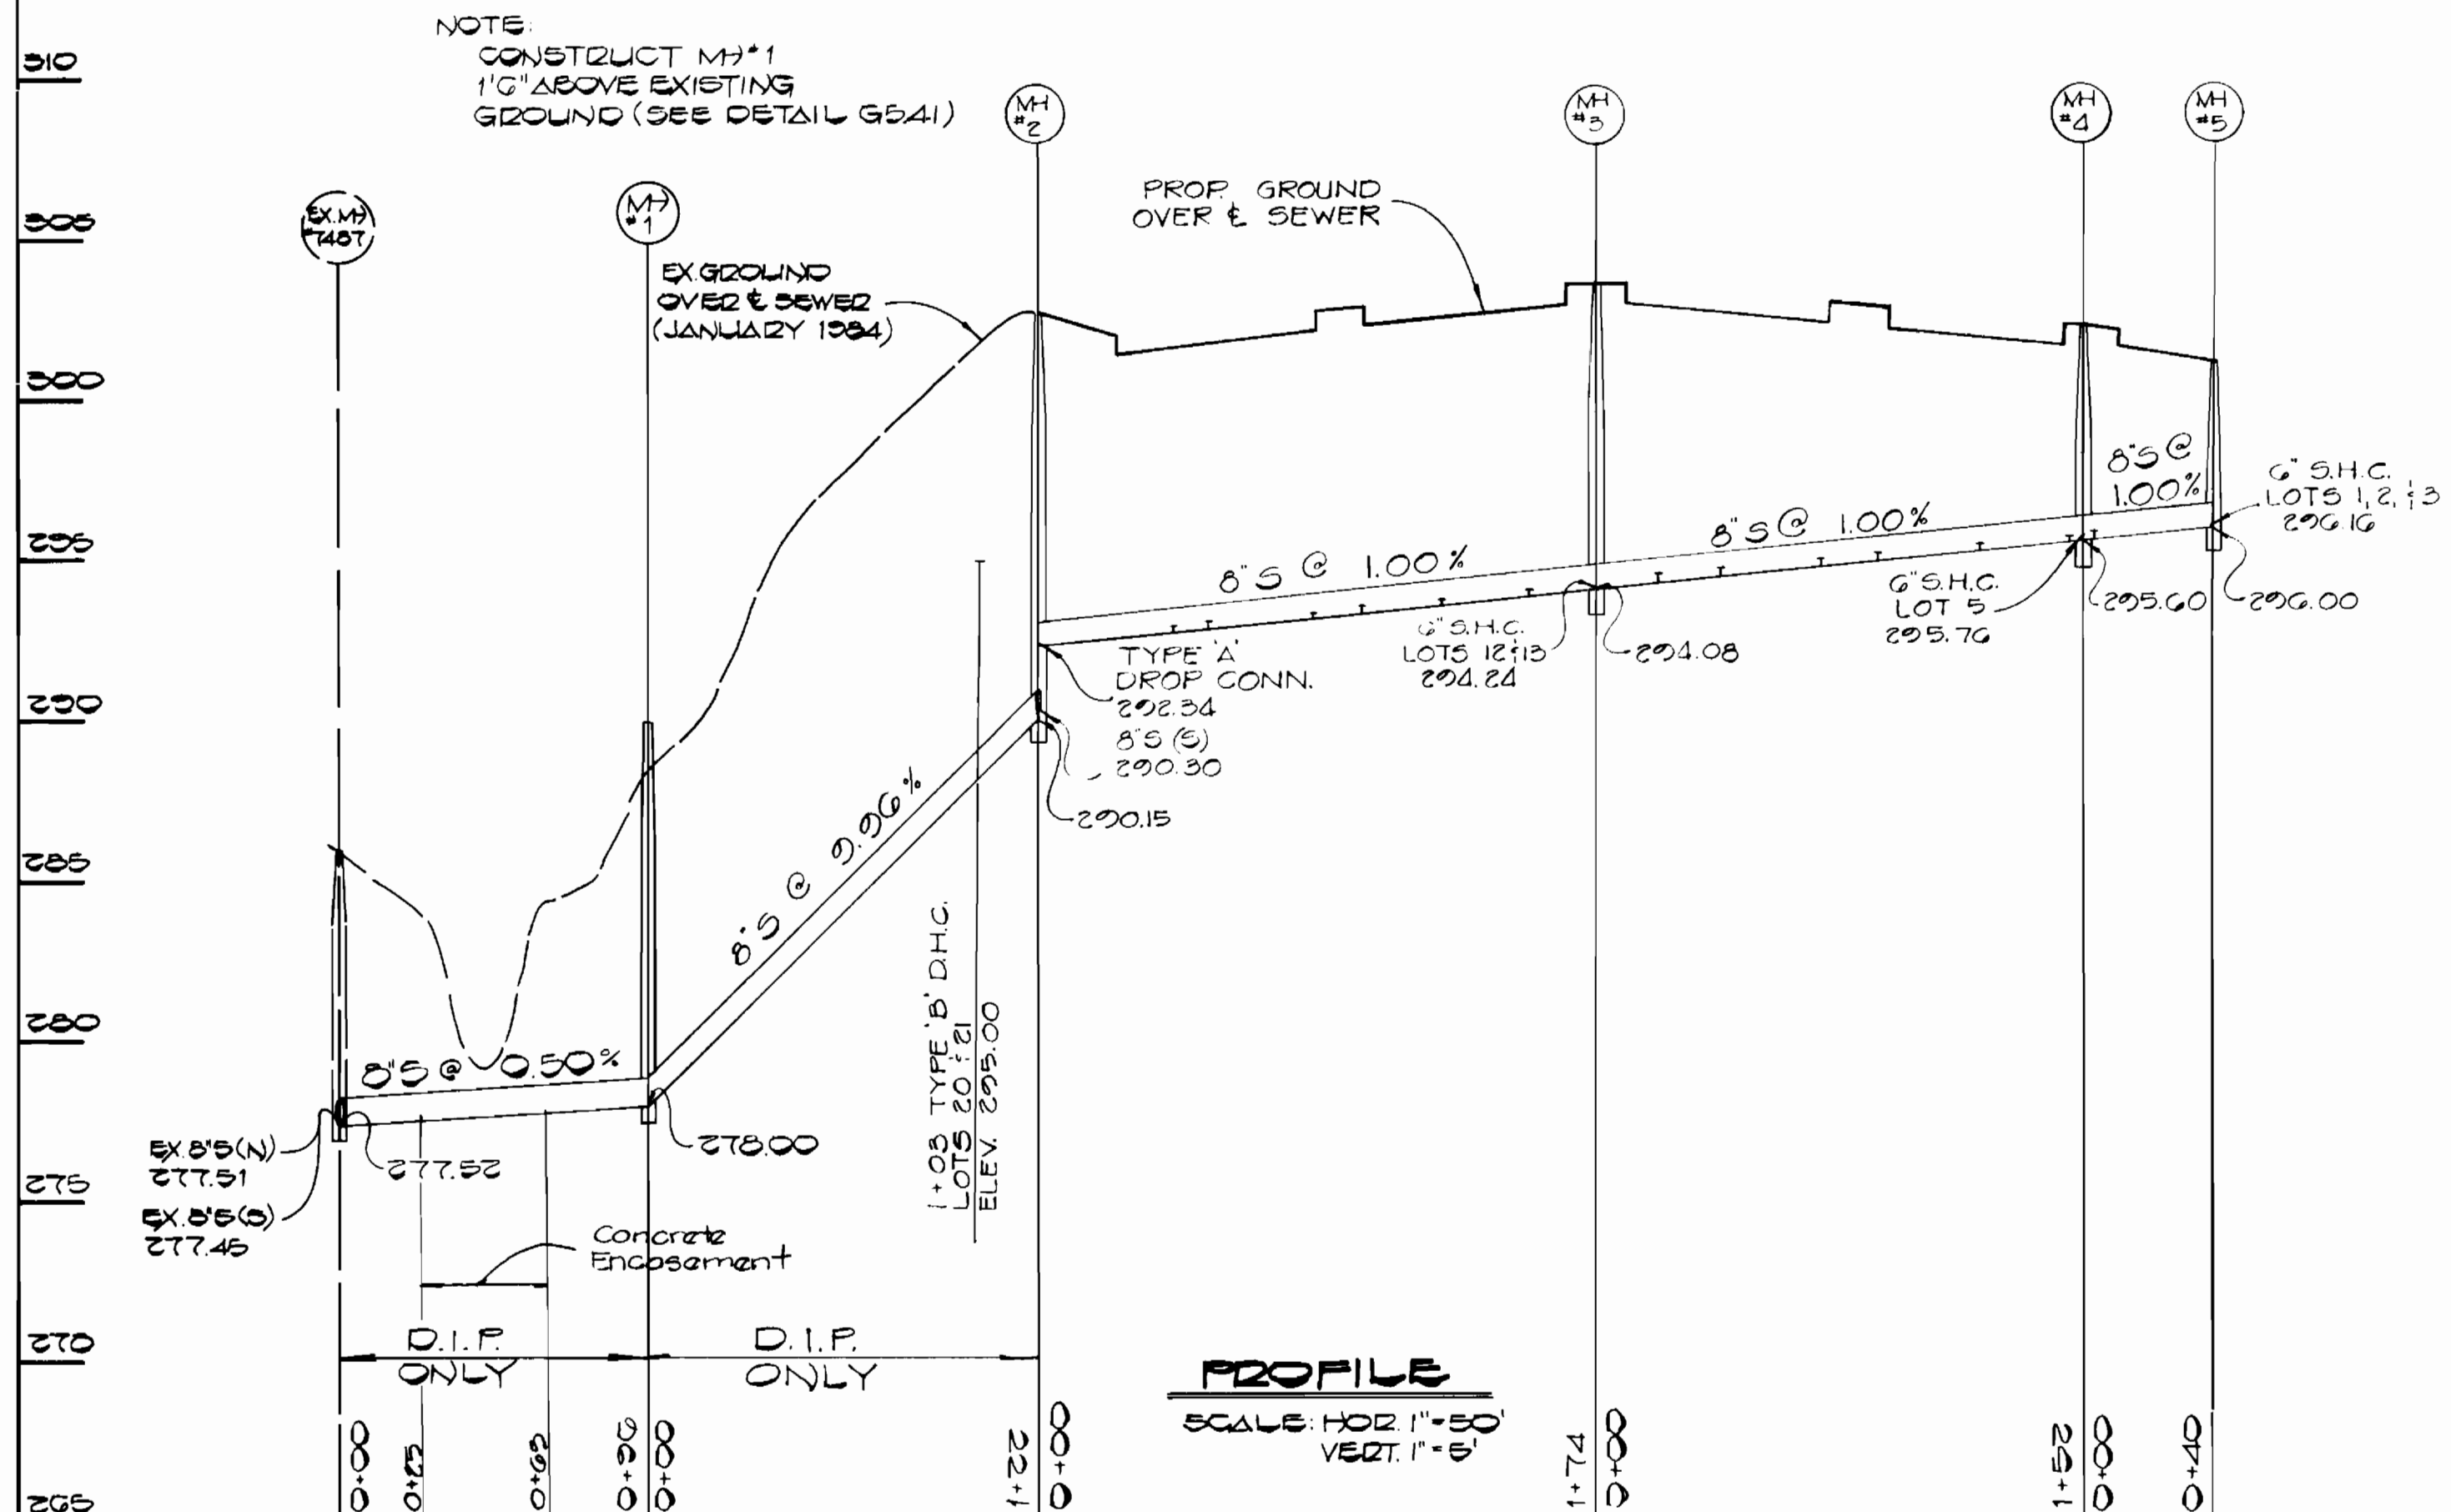 NOTE:
CONSTRUCT MH #1
1'6" ABOVE EXISTING
GROUND (SEE DETAIL G541)
310
305
300
295
290
285
280
275
270
265
EX. MH
#7487
MH
#1
MH
#2
MH
#3
MH
#4
MH
#5
EX. GROUND
OVER ℄ SEWER
(JANUARY 1984)
PROP. GROUND
OVER ℄ SEWER
8"S @ 0.50%
8"S @ 9.96%
8"S @ 1.00%
8"S @ 1.00%
8"S @
1.00%
6" S.H.C.
LOTS 1, 2, & 3
296.16
296.00
6" S.H.C.
LOT 5
295.76
295.60
6" S.H.C.
LOTS 12 & 13
294.24
294.08
TYPE 'A'
DROP CONN.
292.34
8"S (S)
290.30
290.15
1+03 TYPE 'B' D.H.C.
LOTS 20 & 21
ELEV. 295.00
278.00
277.52
EX. 8"S (N)
277.51
EX. 8"S (S)
277.45
Concrete
Encasement
D.I.P.
ONLY
D.I.P.
ONLY
PROFILE
SCALE: HOR. 1"=50'
VERT. 1"=5'
0+00
0+25
0+65
0+96
0+00
1+22
0+00
1+74
0+00
1+52
0+00
0+40